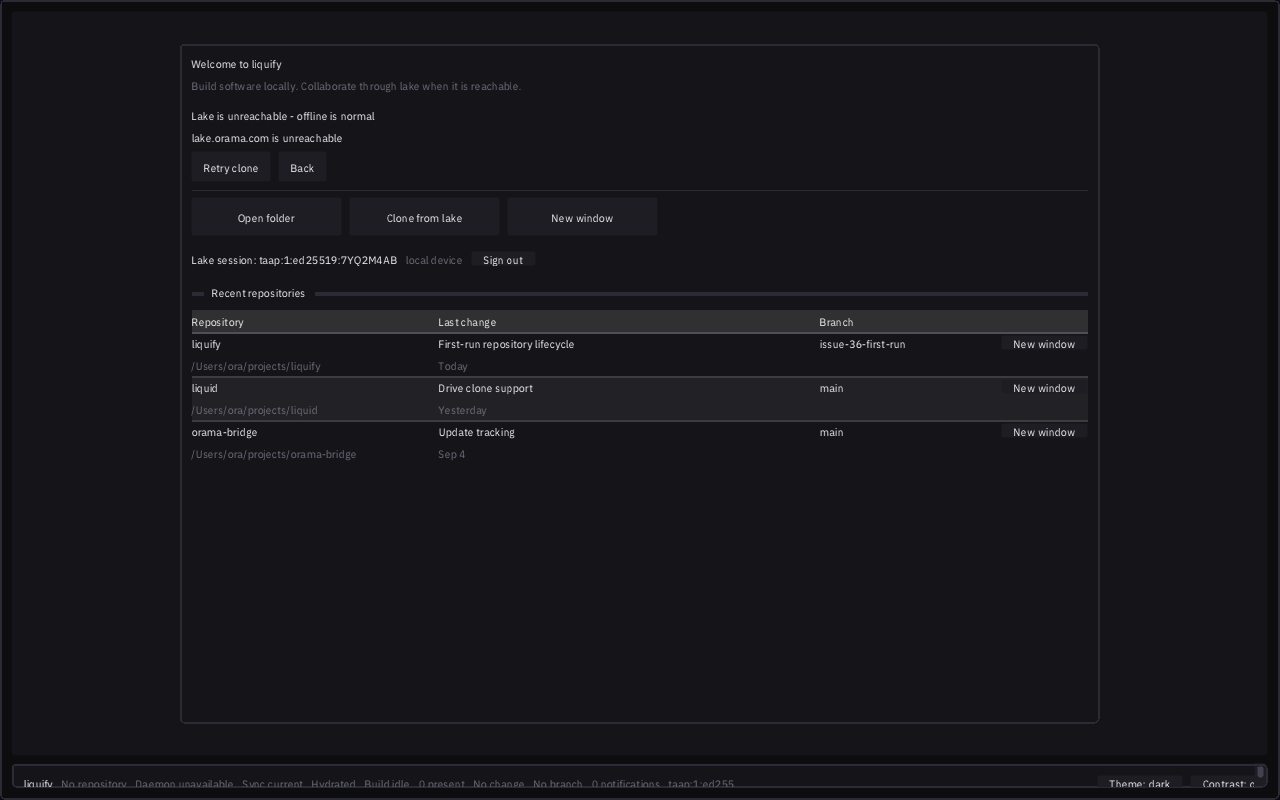 Welcome to liquify
Build software locally. Collaborate through lake when it is reachable.
Lake is unreachable - offline is normal
lake.orama.com is unreachable
Retry clone Back
Open folder Clone from lake New window
Lake session: taap:1:ed25519:7YQ2M4AB local device Sign out
Recent repositories
Repository Last change Branch
liquify First-run repository lifecycle issue-36-first-run New window
/Users/ora/projects/liquify Today
liquid Drive clone support main New window
/Users/ora/projects/liquid Yesterday
orama-bridge Update tracking main New window
/Users/ora/projects/orama-bridge Sep 4
liquify No repository Daemon unavailable Sync current Hydrated Build idle 0 present No change No branch 0 notifications taap:1:ed255 Theme: dark Contrast: